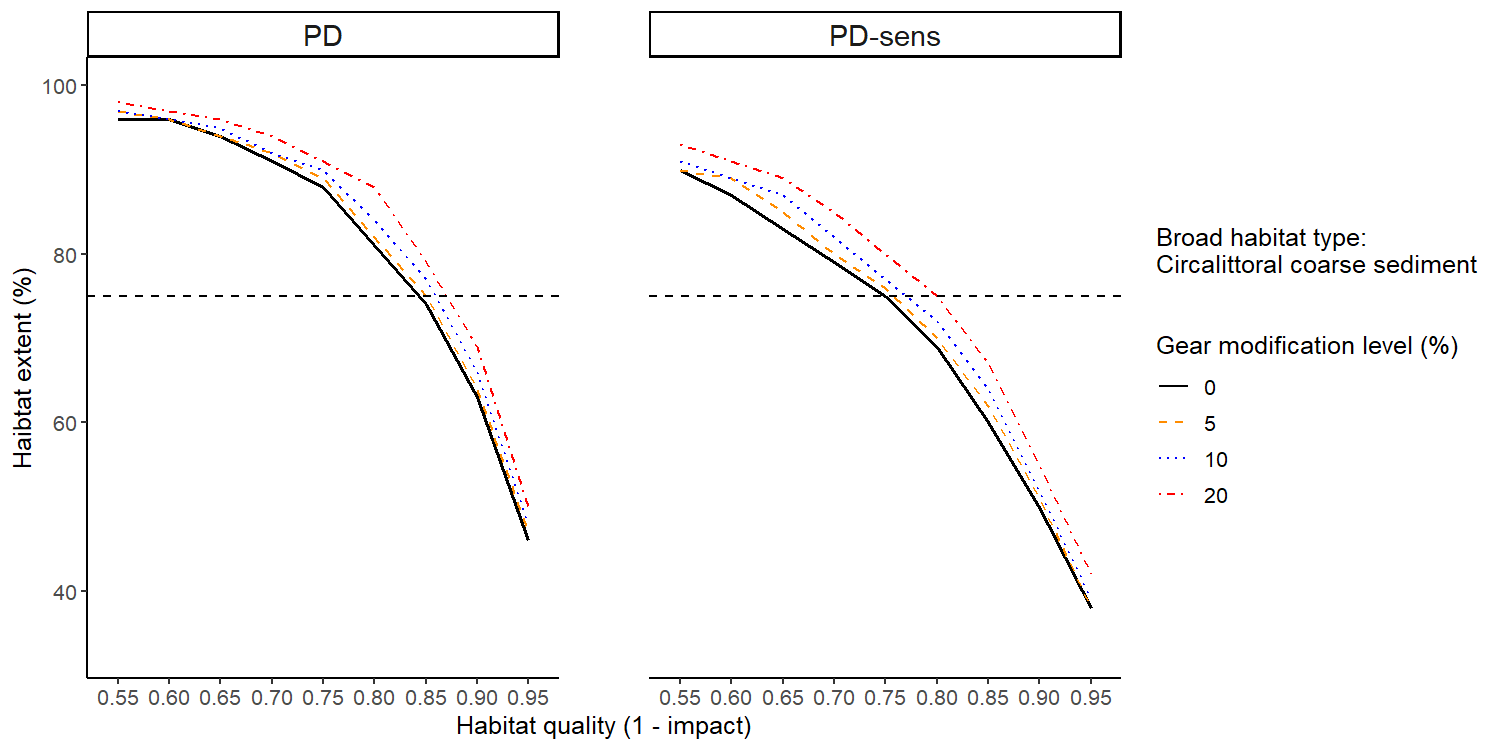 PD
PD-sens
100
80
60
40
Haibtat extent (%)
0.55 0.60 0.65 0.70 0.75 0.80 0.85 0.90 0.95
0.55 0.60 0.65 0.70 0.75 0.80 0.85 0.90 0.95
Habitat quality (1 - impact)
Broad habitat type:
Circalittoral coarse sediment
Gear modification level (%)
0
5
10
20